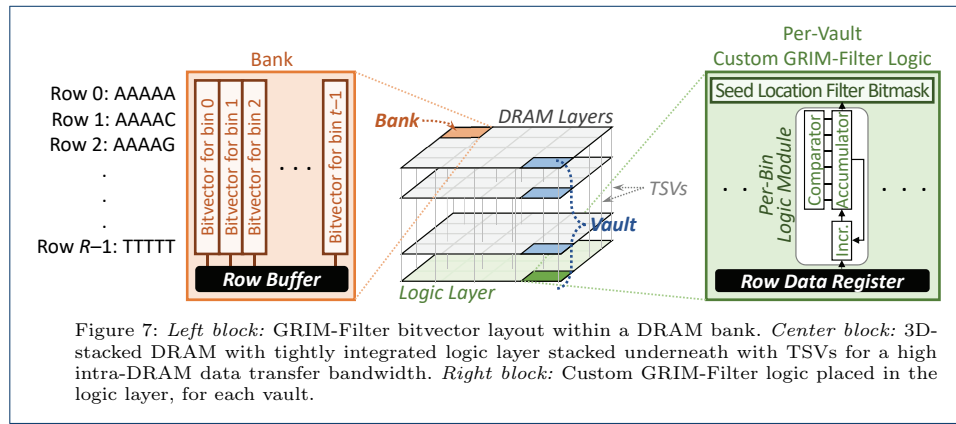 Bank
Row 0: AAAAA
Row 1: AAAAC
Row 2: AAAAG
.
.
.
Row R–1: TTTTT
Bitvector for bin 0
Bitvector for bin 1
Bitvector for bin 2
. . .
Bitvector for bin t–1
Row Buffer
Bank
DRAM Layers
TSVs
Vault
Logic Layer
Per-Vault
Custom GRIM-Filter Logic
Seed Location Filter Bitmask
. . .
Per-Bin
Logic Module
Comparator
Accumulator
Incr.
. . .
Row Data Register
Figure 7: Left block: GRIM-Filter bitvector layout within a DRAM bank. Center block: 3D-
stacked DRAM with tightly integrated logic layer stacked underneath with TSVs for a high
intra-DRAM data transfer bandwidth. Right block: Custom GRIM-Filter logic placed in the
logic layer, for each vault.